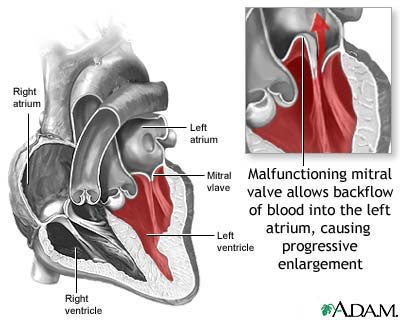 Right
atrium
Left
atrium
Mitral
vlave
Left
ventricle
Right
ventricle
Malfunctioning mitral
valve allows backflow
of blood into the left
atrium, causing
progressive
enlargement
A.D.A.M.